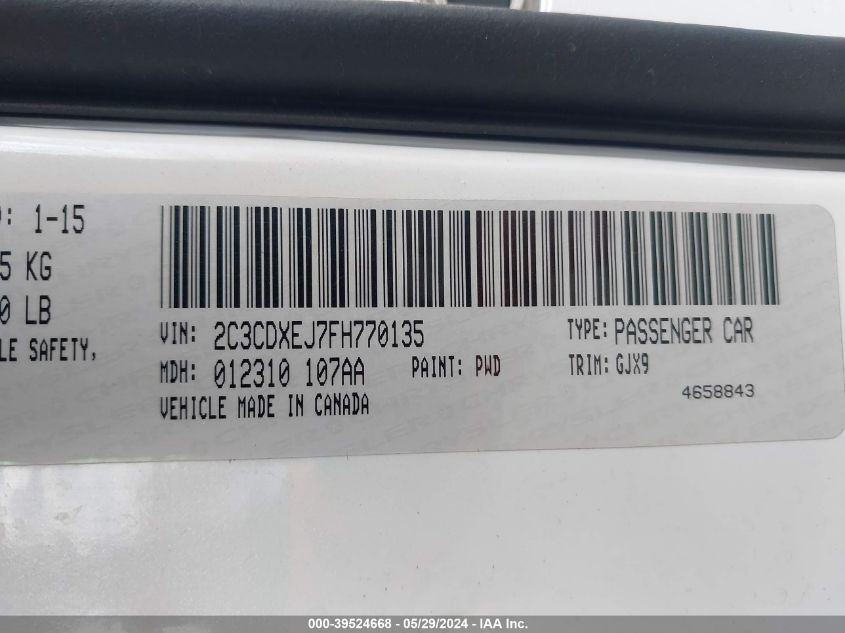 : 1-15
5 KG
0 LB
LE SAFETY,
VIN: 2C3CDXEJ7FH770135
TYPE: PASSENGER CAR
MDH: 012310 107AA
PAINT: PWD
TRIM: GJX9
VEHICLE MADE IN CANADA
4658843
000-39524668 - 05/29/2024 - IAA Inc.